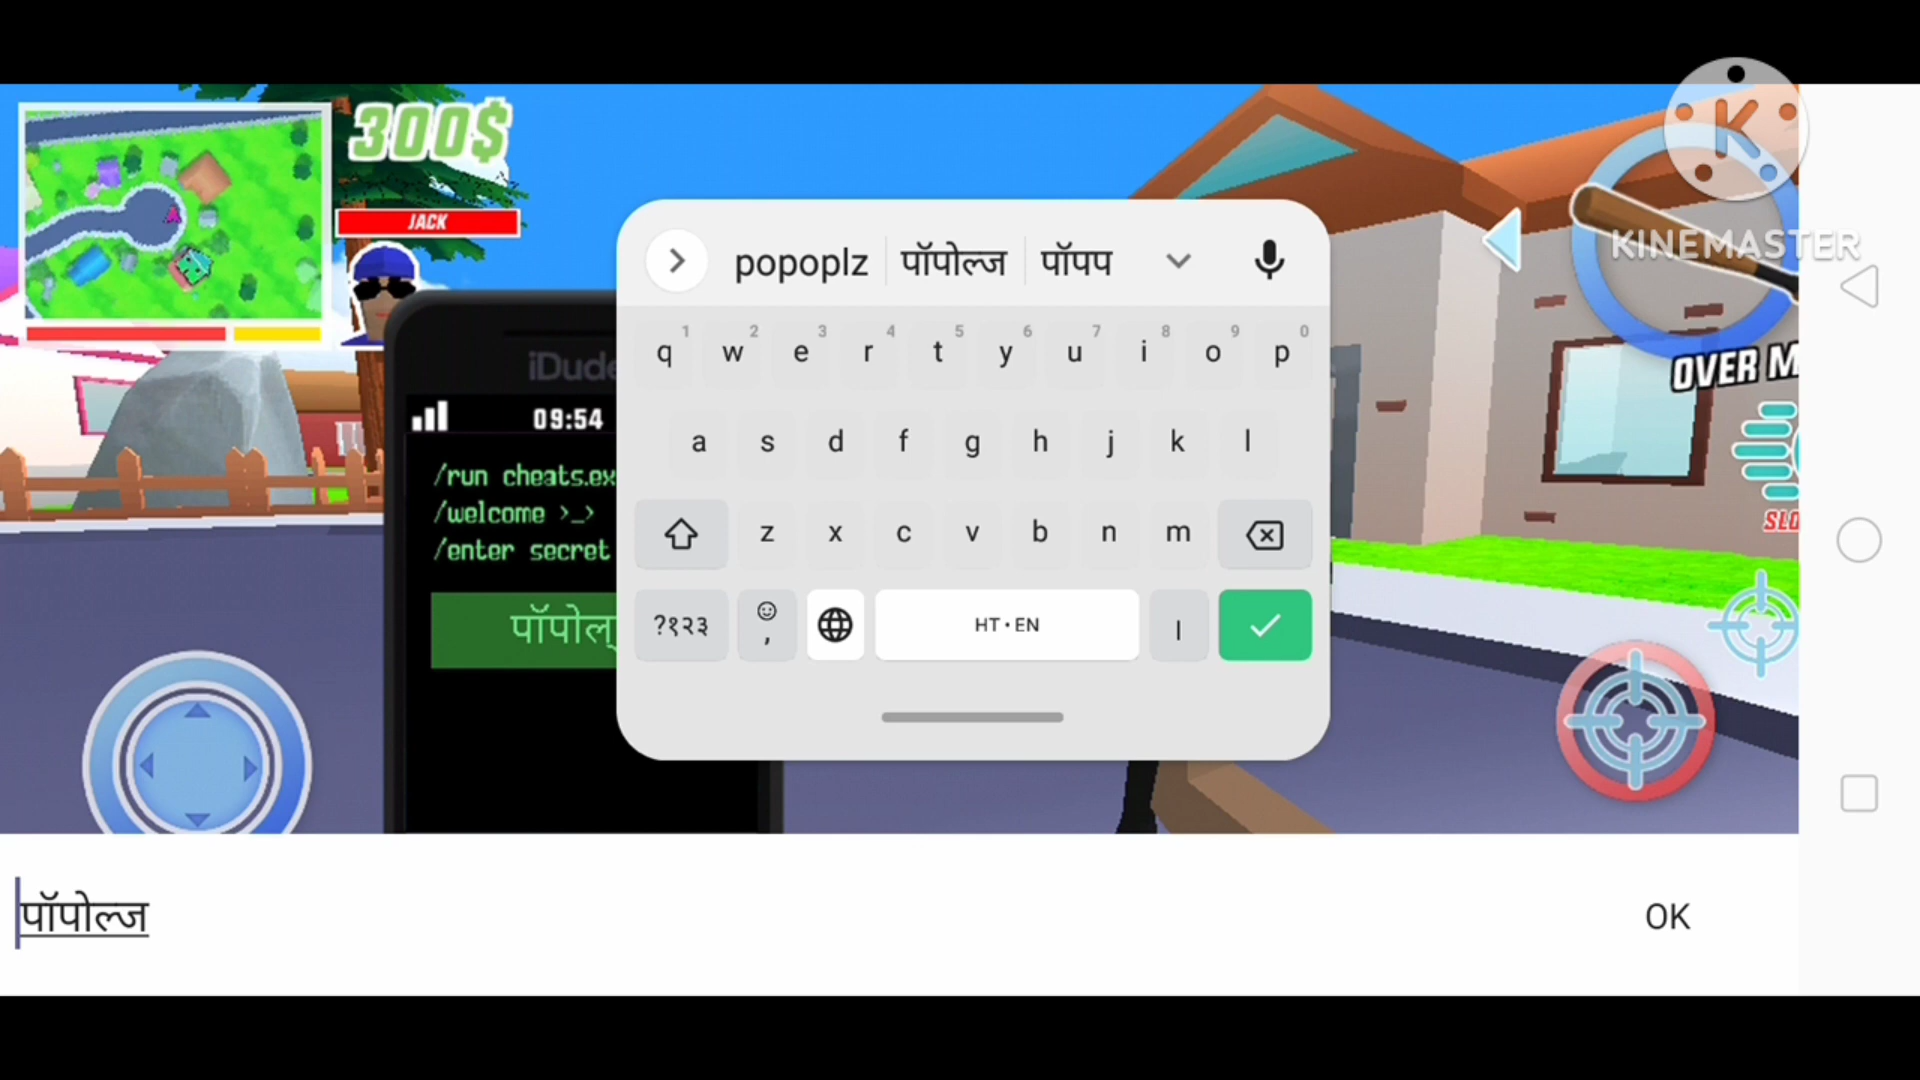 300$
JACK
KINEMASTER
popoplz पॉपोल्ज पॉपप
iDude
09:54
/run cheats.ex
/welcome >_>
/enter secret
पॉपोल्
OVER M
SLO
q 1 w 2 e 3 r 4 t 5 y 6 u 7 i 8 o 9 p 0
a s d f g h j k l
z x c v b n m
?१२३ , HT • EN ।
पॉपोल्ज
OK